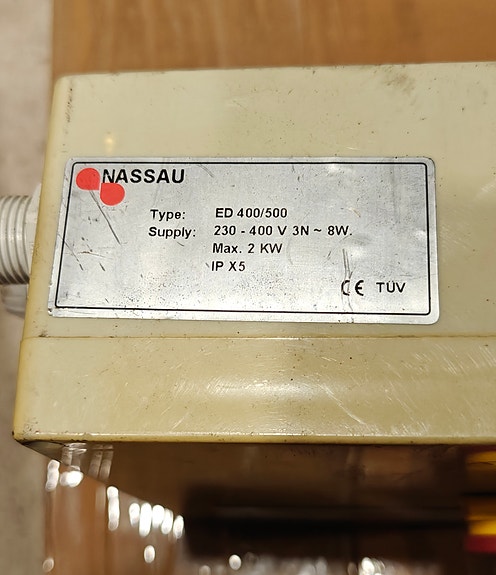 NASSAU
Type: ED 400/500
Supply: 230 - 400 V 3N ~ 8W.
Max. 2 KW
IP X5
CE TÜV